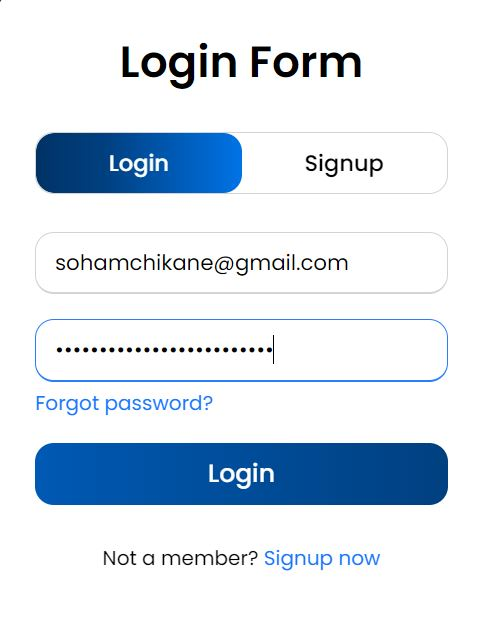 Login Form
Login Signup
sohamchikane@gmail.com
•••••••••••••••••••••••••
Forgot password?
Login
Not a member? Signup now